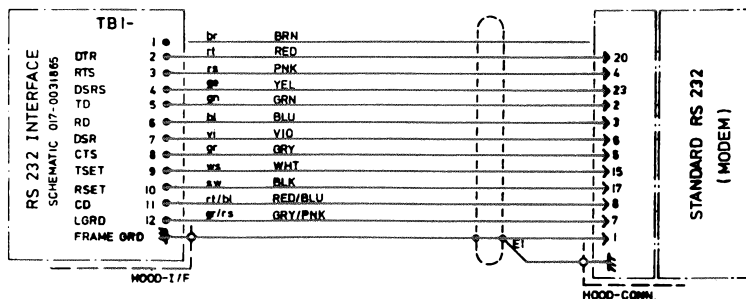 TB1-
1 br BRN
DTR 2 rt RED 20
RTS 3 rs PNK 4
DSRS 4 ge YEL 23
TD 5 gn GRN 2
RD 6 bl BLU 3
DSR 7 vi VIO 6
CTS 8 gr GRY 5
TSET 9 ws WHT 15
RSET 10 sw BLK 17
CD 11 rt/bl RED/BLU 8
LGRD 12 gr/rs GRY/PNK 7
FRAME GRD 1
E1
HOOD-I/F
HOOD-CONN
RS 232 INTERFACE
SCHEMATIC 017-0031865
STANDARD RS 232
(MODEM)